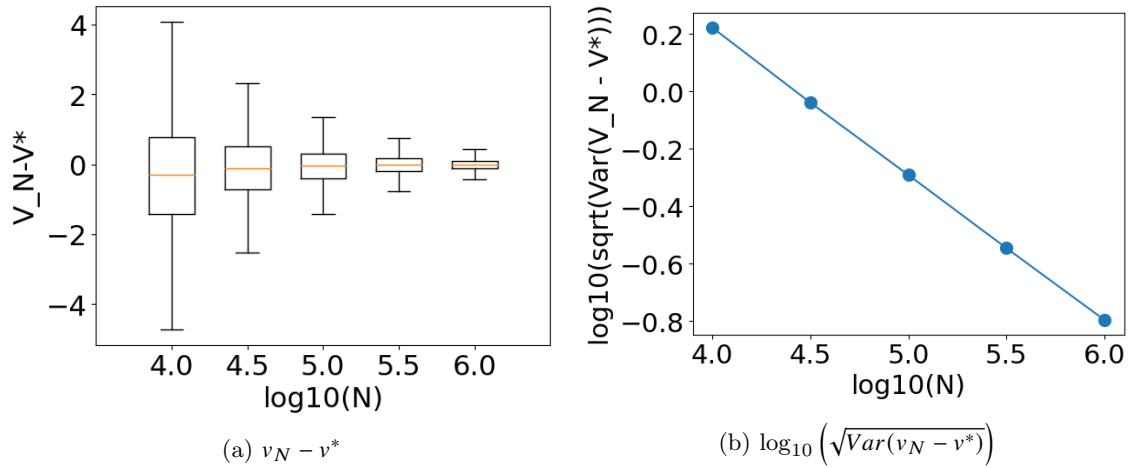 V_N-V*
4
2
0
−2
−4
4.0 4.5 5.0 5.5 6.0
log10(N)
(a) v_N − v*
log10(sqrt(Var(V_N - V*)))
0.2
0.0
−0.2
−0.4
−0.6
−0.8
4.0 4.5 5.0 5.5 6.0
log10(N)
(b) log₁₀ (√Var(v_N − v*))